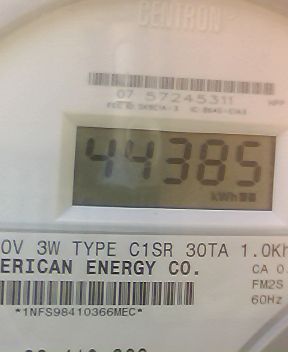 CENTRON
07 57245311
44385
kWh
0V 3W TYPE C1SR 30TA 1.0Kh
ERICAN ENERGY CO.
CA 0.
FM2S
60Hz
*1NFS98410366MEC*